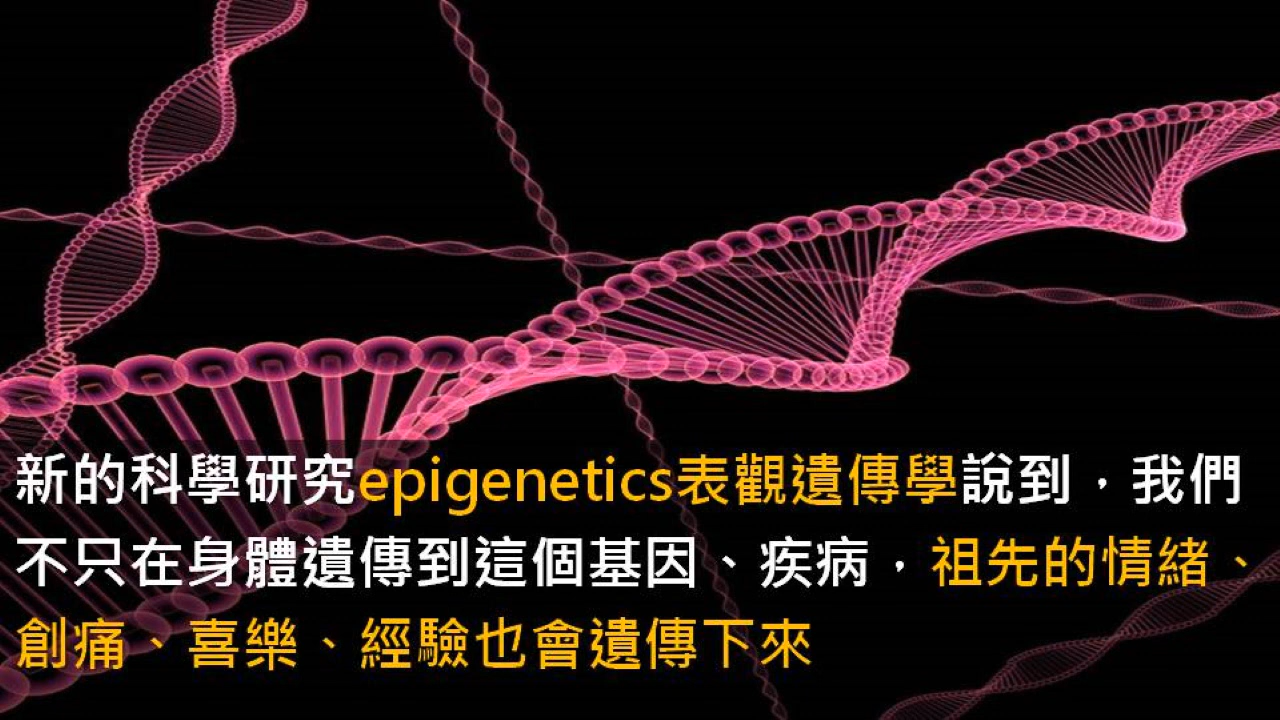 新的科學研究epigenetics表觀遺傳學說到，我們
不只在身體遺傳到這個基因、疾病，祖先的情緒、
創痛、喜樂、經驗也會遺傳下來